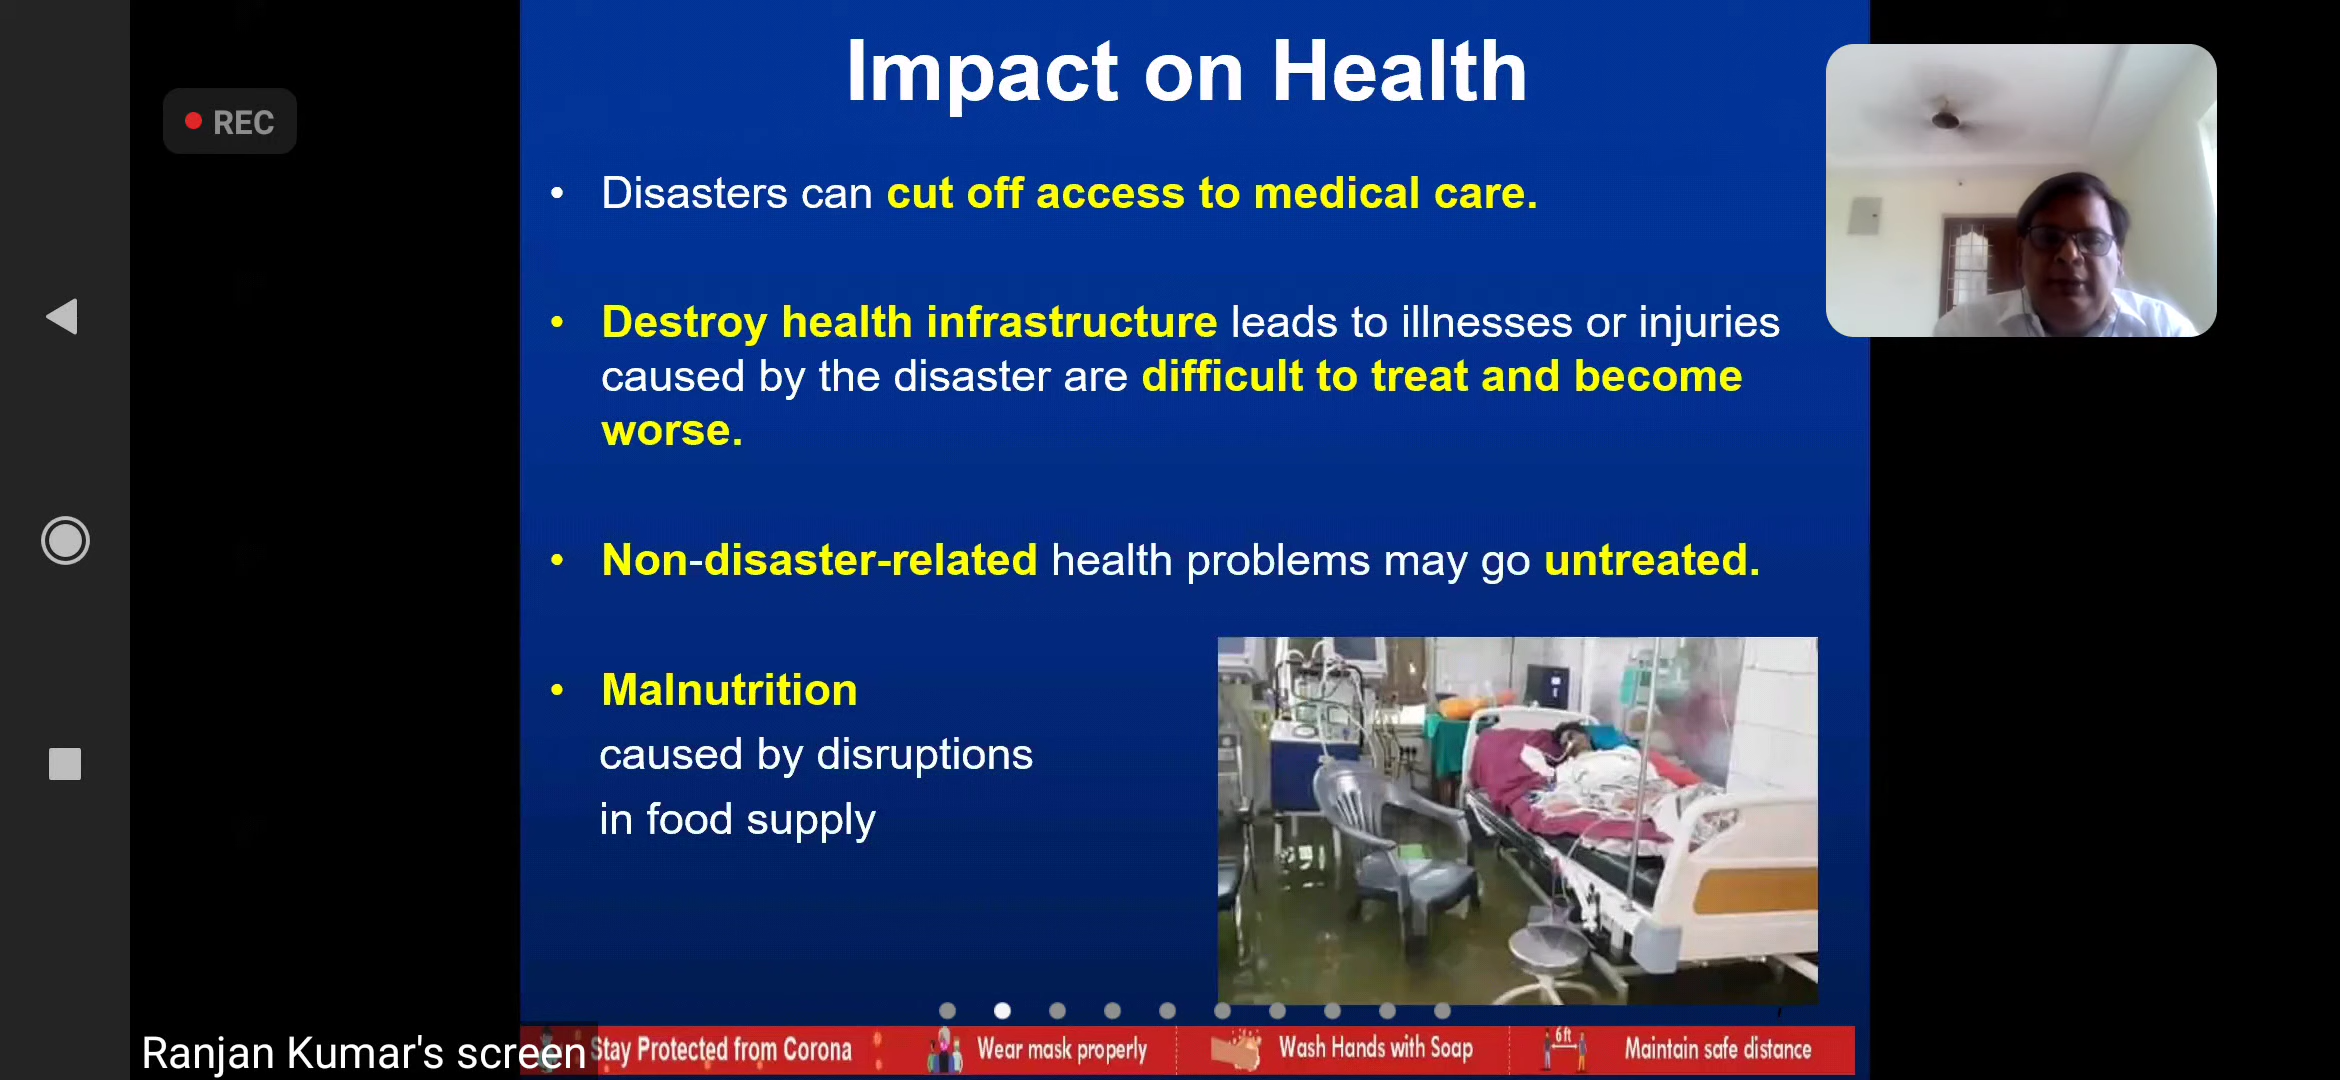 Impact on Health
REC
• Disasters can cut off access to medical care.
• Destroy health infrastructure leads to illnesses or injuries
caused by the disaster are difficult to treat and become
worse.
• Non-disaster-related health problems may go untreated.
• Malnutrition
caused by disruptions
in food supply
Ranjan Kumar's screen
Stay Protected from Corona
Wear mask properly
Wash Hands with Soap
6 ft
Maintain safe distance